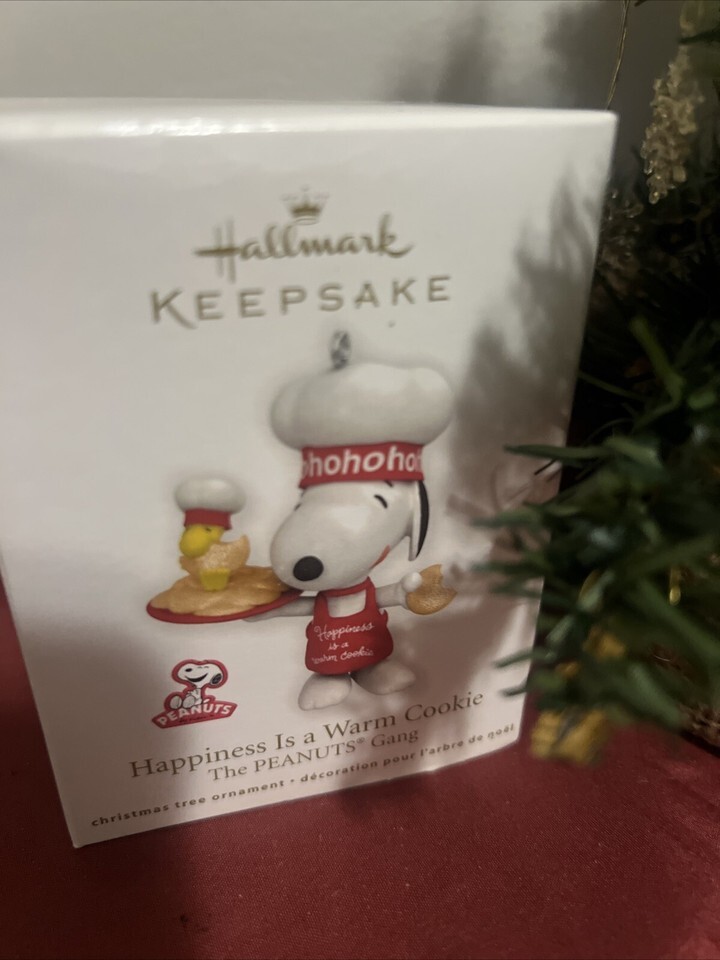 Hallmark
KEEPSAKE
hohohoho
Happiness
is a
warm cookie
PEANUTS
Happiness Is a Warm Cookie
The PEANUTS® Gang
christmas tree ornament • décoration pour l'arbre de noël